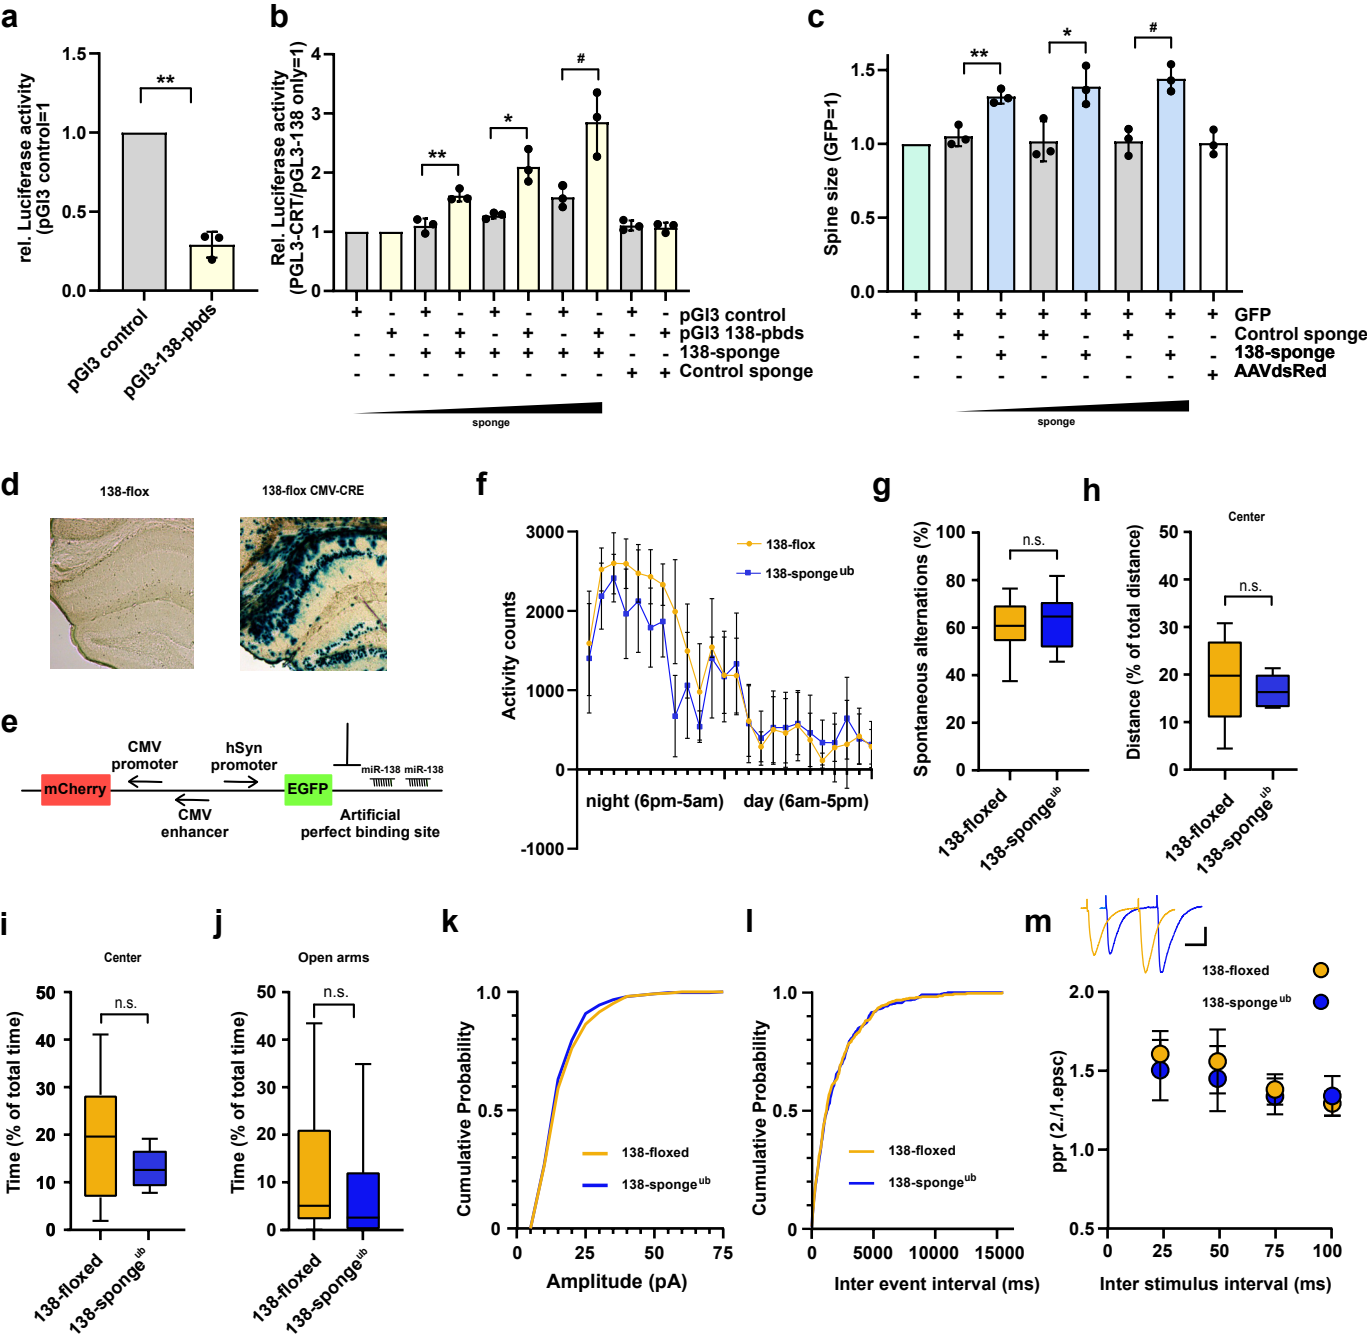 a
rel. Luciferase activity
(pGl3 control=1
1.5
1.0
0.5
0.0
**
pGl3 control
pGl3-138-pbds
b
Rel. Luciferase activity
(PGL3-CRT/pGL3-138 only=1)
4
3
2
1
0
**
*
#
+ - + - + - + - + - pGl3 control
- + - + - + - + - + pGl3 138-pbds
- - + + + + + + - - 138-sponge
- - - - - - - - + + Control sponge
sponge
c
Spine size (GFP=1)
1.5
1.0
0.5
0.0
**
*
#
+ + + + + + + + GFP
- + - + - + - - Control sponge
- - + - + - + - 138-sponge
- - - - - - - + AAVdsRed
sponge
d
138-flox
138-flox CMV-CRE
e
CMV
promoter
hSyn
promoter
mCherry
EGFP
miR-138 miR-138
CMV
enhancer
Artificial
perfect binding site
f
Activity counts
3000
2000
1000
0
-1000
138-flox
138-sponge ub
night (6pm-5am) day (6am-5pm)
g
Spontaneous alternations (%)
100
80
60
40
20
0
n.s.
138-floxed
138-sponge ub
h
Center
Distance (% of total distance)
50
40
30
20
10
0
n.s.
138-floxed
138-sponge ub
i
Center
Time (% of total time)
50
40
30
20
10
0
n.s.
138-floxed
138-sponge ub
j
Open arms
Time (% of total time)
50
40
30
20
10
0
n.s.
138-floxed
138-sponge ub
k
Cumulative Probability
1.0
0.5
0
138-floxed
138-sponge ub
0 25 50 75
Amplitude (pA)
l
Cumulative Probability
1.0
0.5
0
138-floxed
138-sponge ub
0 5000 10000 15000
Inter event interval (ms)
m
138-floxed
138-sponge ub
ppr (2./1.epsc)
2.0
1.5
1.0
0.5
0 25 50 75 100
Inter stimulus interval (ms)